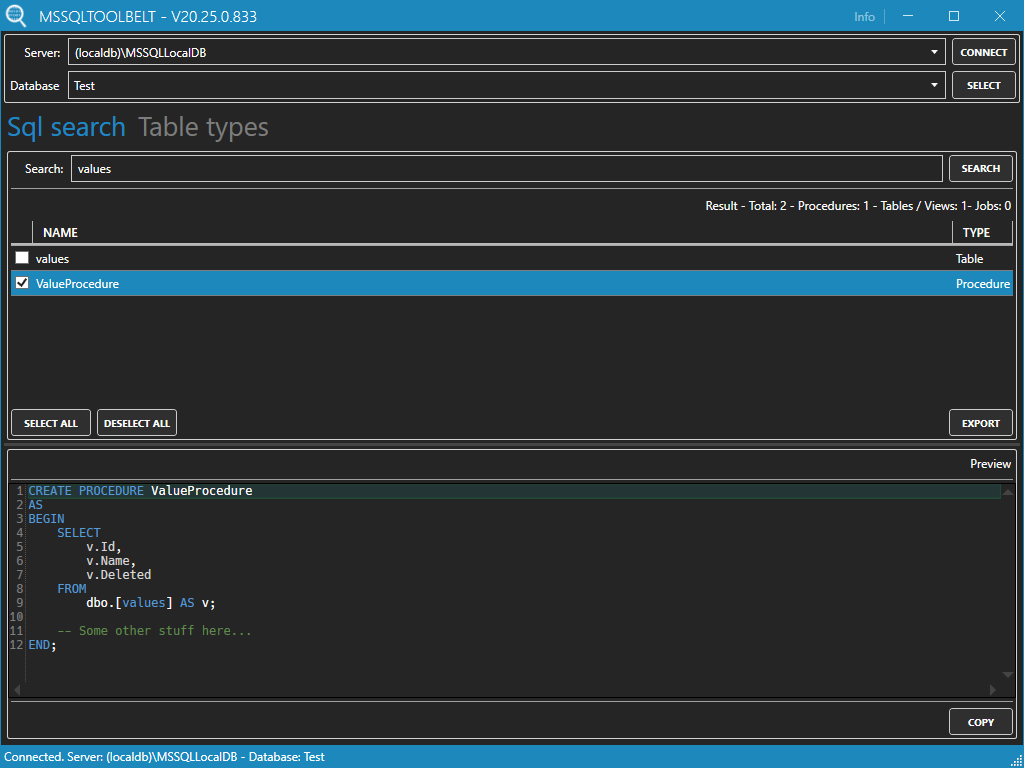 MSSQLTOOLBELT - V20.25.0.833 Info
Server: (localdb)\MSSQLLocalDB CONNECT
Database Test SELECT
Sql search Table types
Search: values SEARCH
Result - Total: 2 - Procedures: 1 - Tables / Views: 1- Jobs: 0
NAME TYPE
values Table
ValueProcedure Procedure
SELECT ALL DESELECT ALL EXPORT
Preview
1 CREATE PROCEDURE ValueProcedure
2 AS
3 BEGIN
4 SELECT
5 v.Id,
6 v.Name,
7 v.Deleted
8 FROM
9 dbo.[values] AS v;
10
11 -- Some other stuff here...
12 END;
COPY
Connected. Server: (localdb)\MSSQLLocalDB - Database: Test